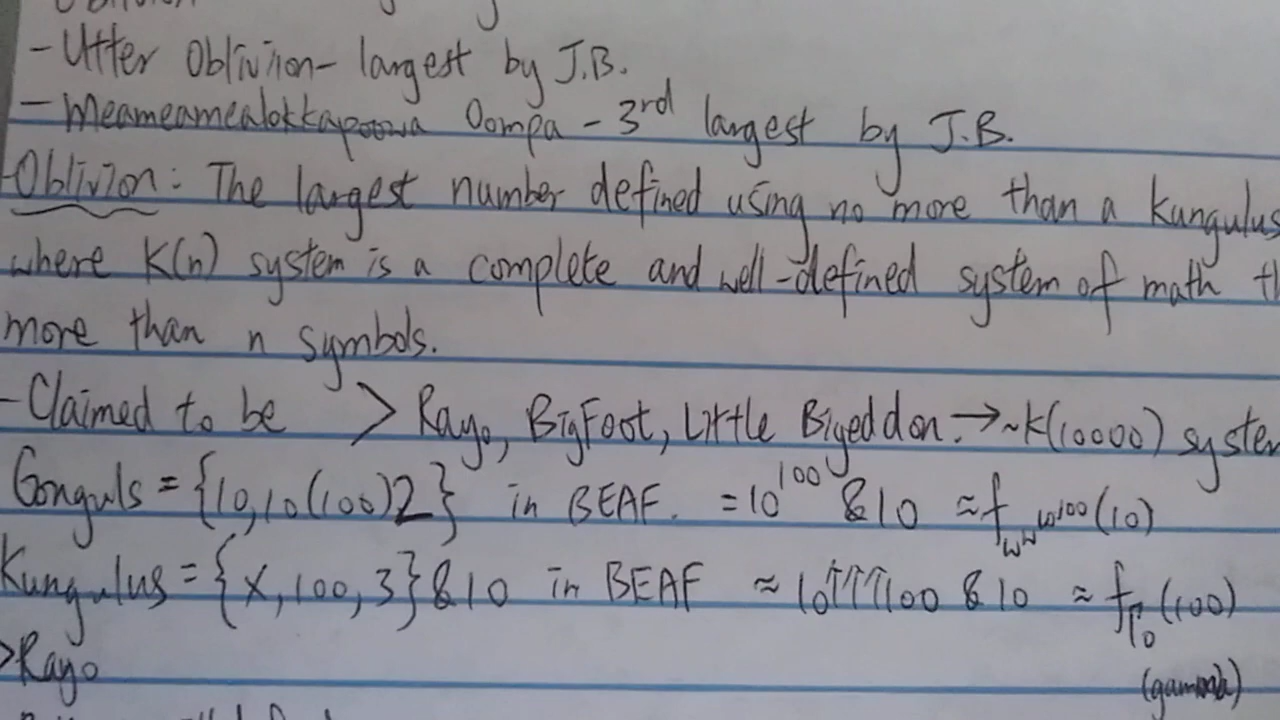 - Utter Oblivion - largest by J.B.
- Meameamealokkapoowa Oompa - 3rd largest by J.B.
-Oblivion: The largest number defined using no more than a kungulus
where K(n) system is a complete and well-defined system of math
more than n symbols.
- Claimed to be > Rayo, BigFoot, Little Bigeddon. → ~K(10000) system
Gonguls = {10,10(100)2} in BEAF. = 10^100 & 10 ≈ f_ω^ω^ω^100(10)
Kungulus = {X,100,3}&10 in BEAF ≈ 10↑↑↑100 & 10 ≈ f_Γ0(100)
>Rayo (gamma)